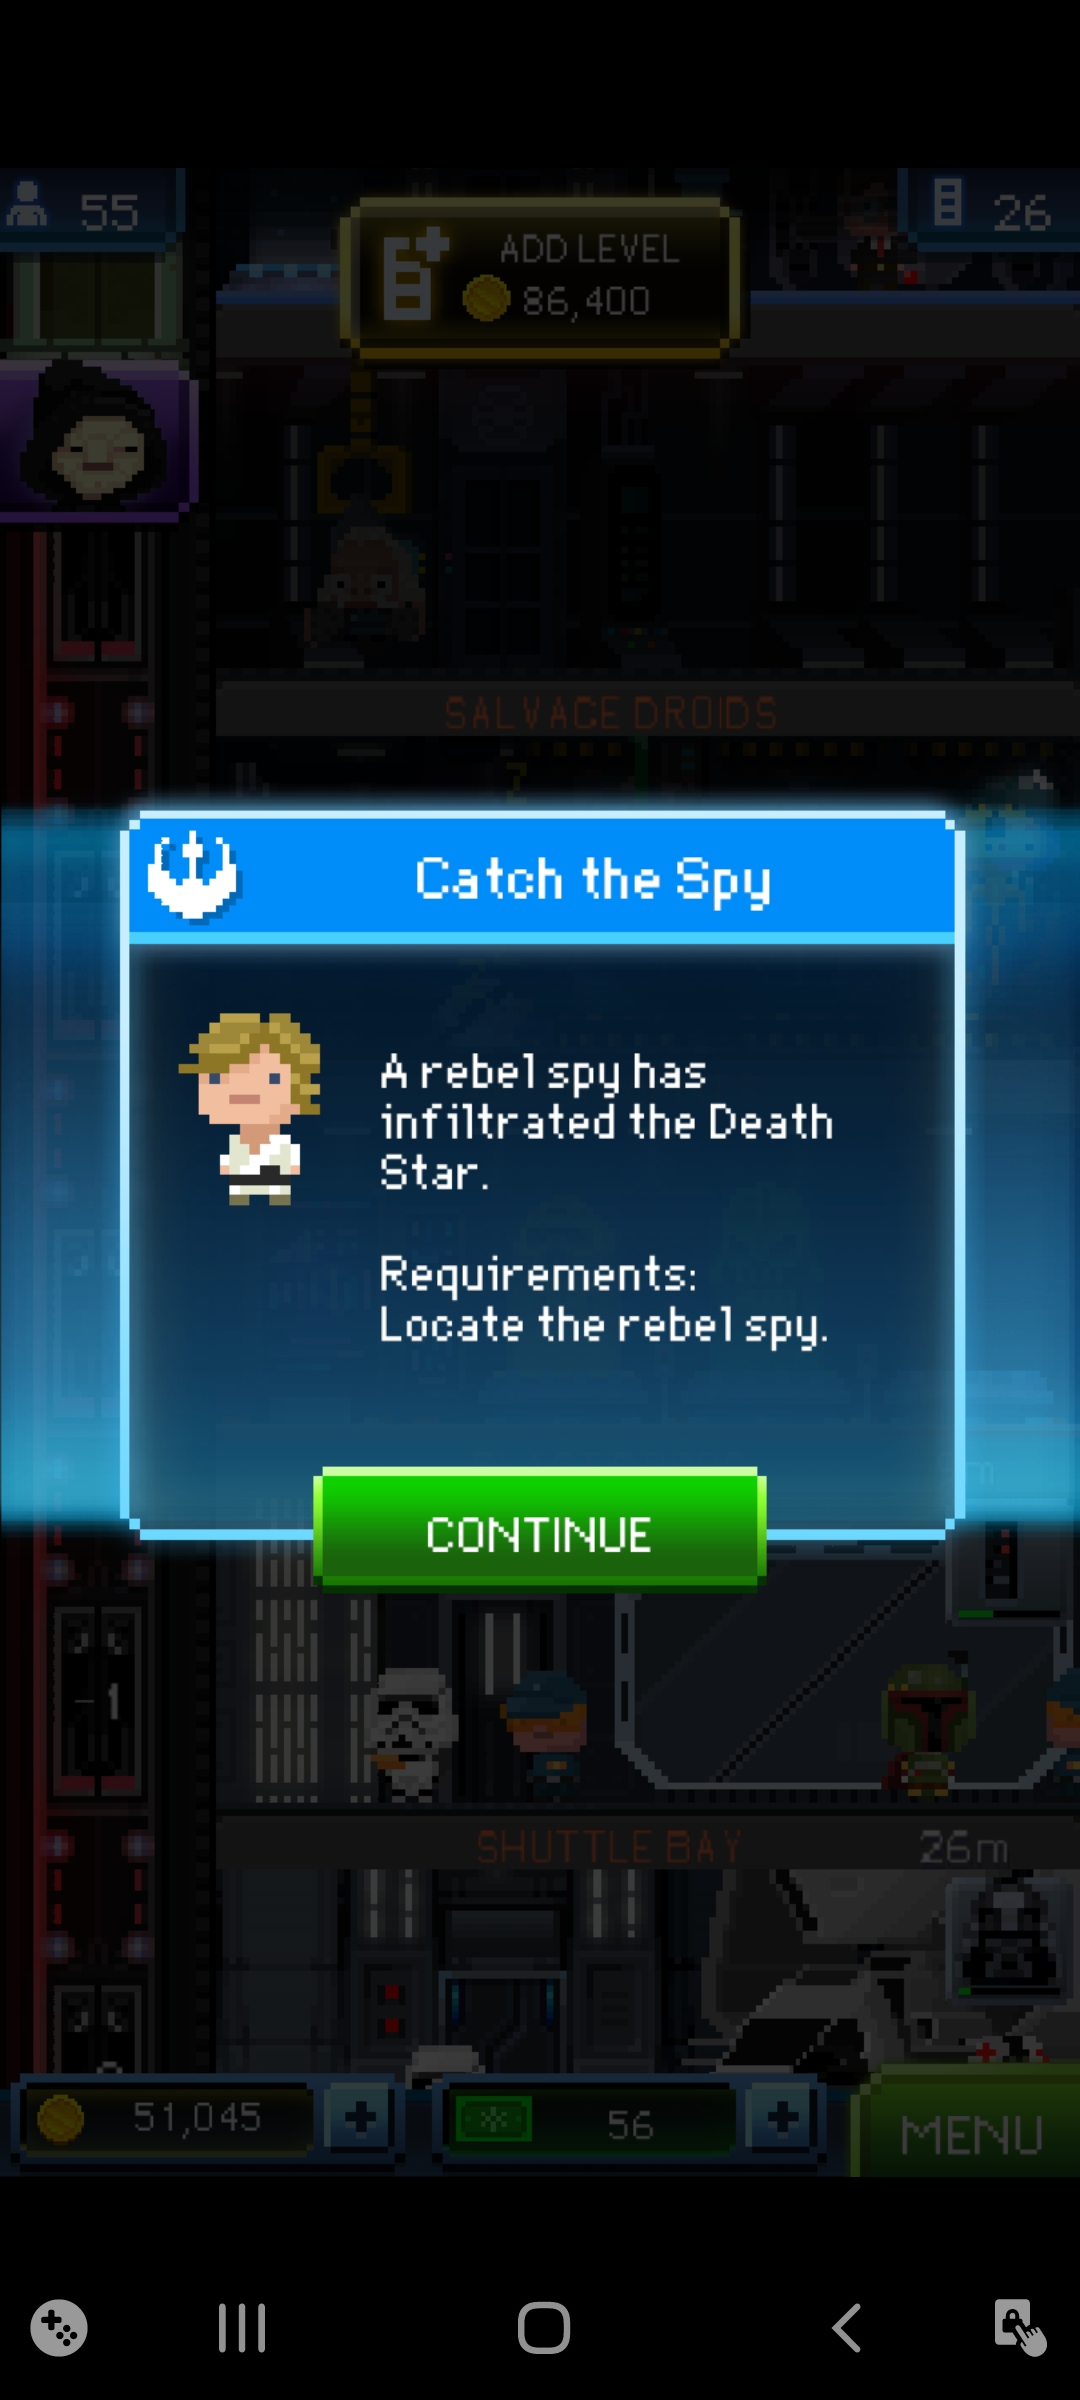 55
26
ADD LEVEL
86,400
SALVAGE DROIDS
Catch the Spy
A rebel spy has
infiltrated the Death
Star.
Requirements:
Locate the rebel spy.
CONTINUE
-1
SHUTTLE BAY
26m
51,045
56
MENU